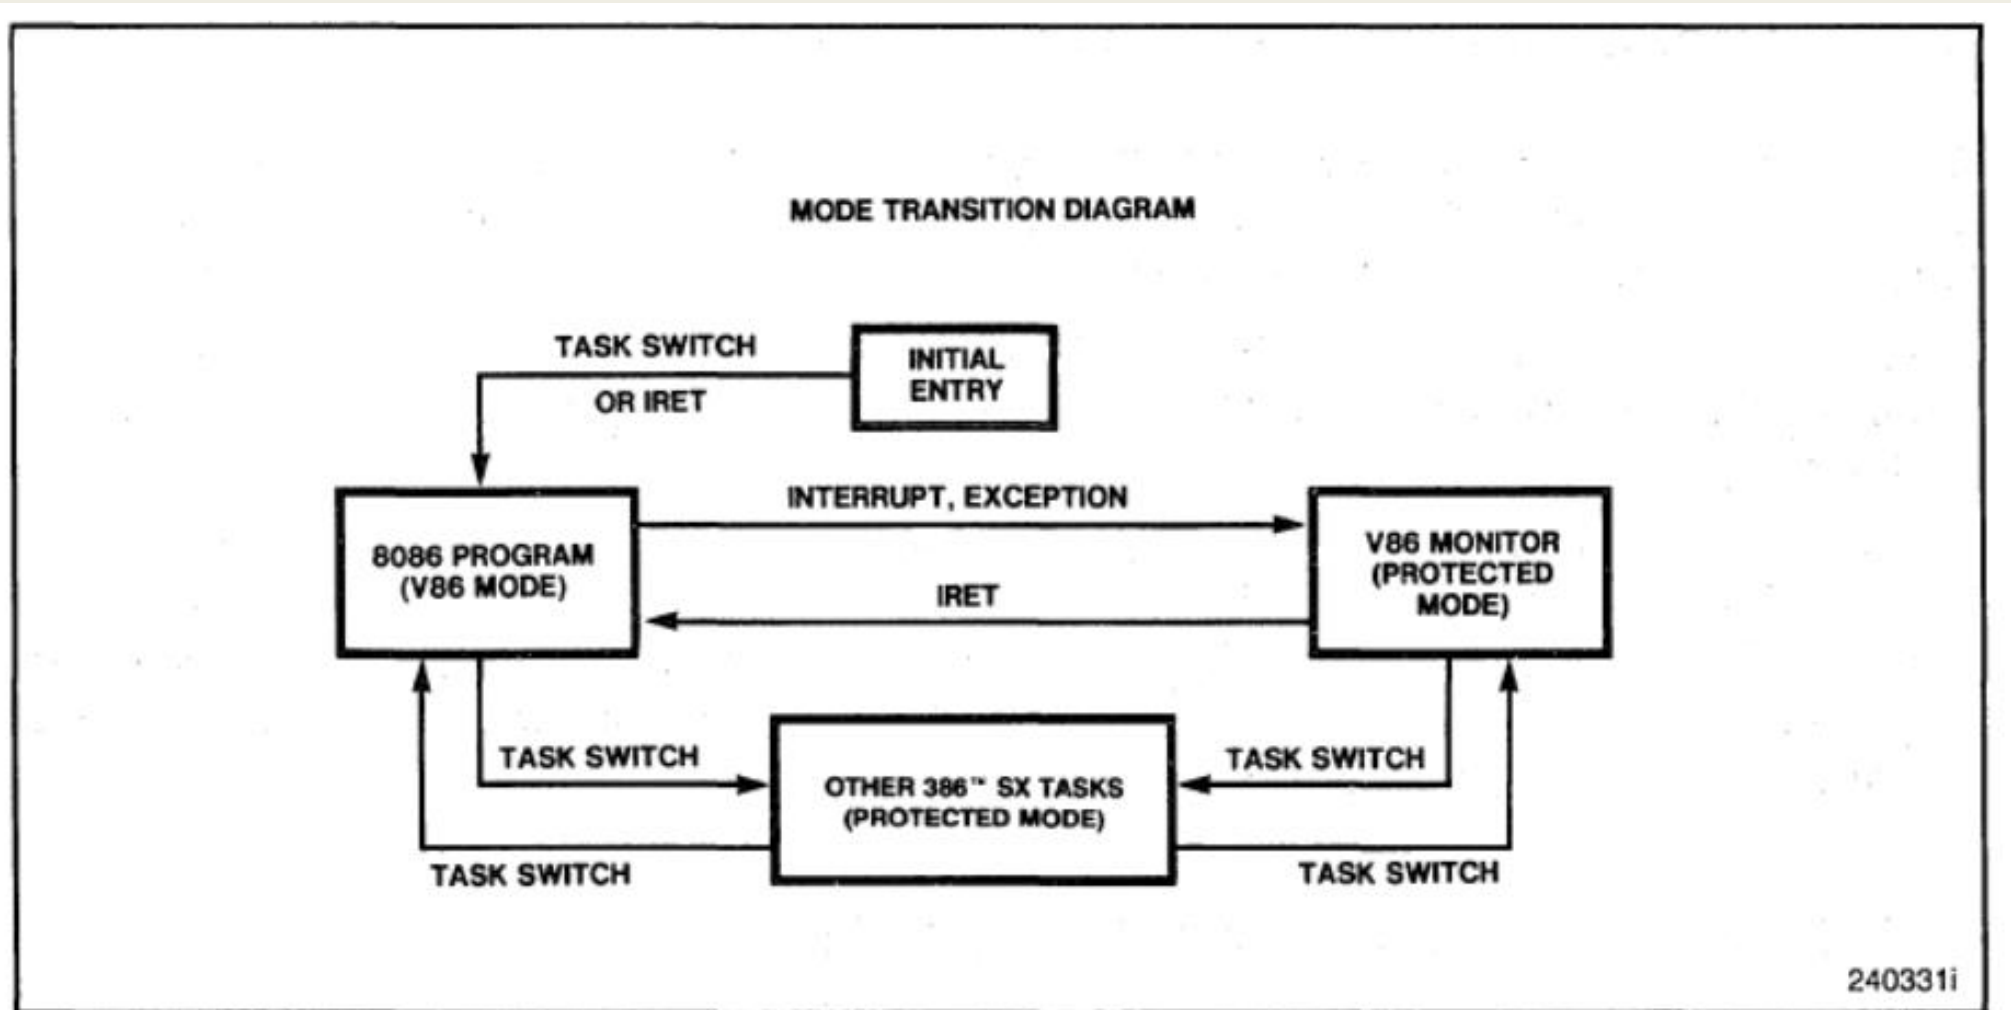 MODE TRANSITION DIAGRAM
TASK SWITCH
OR IRET
INITIAL
ENTRY
INTERRUPT, EXCEPTION
8086 PROGRAM
(V86 MODE)
V86 MONITOR
(PROTECTED
MODE)
IRET
TASK SWITCH
TASK SWITCH
OTHER 386™ SX TASKS
(PROTECTED MODE)
TASK SWITCH
TASK SWITCH
240331i